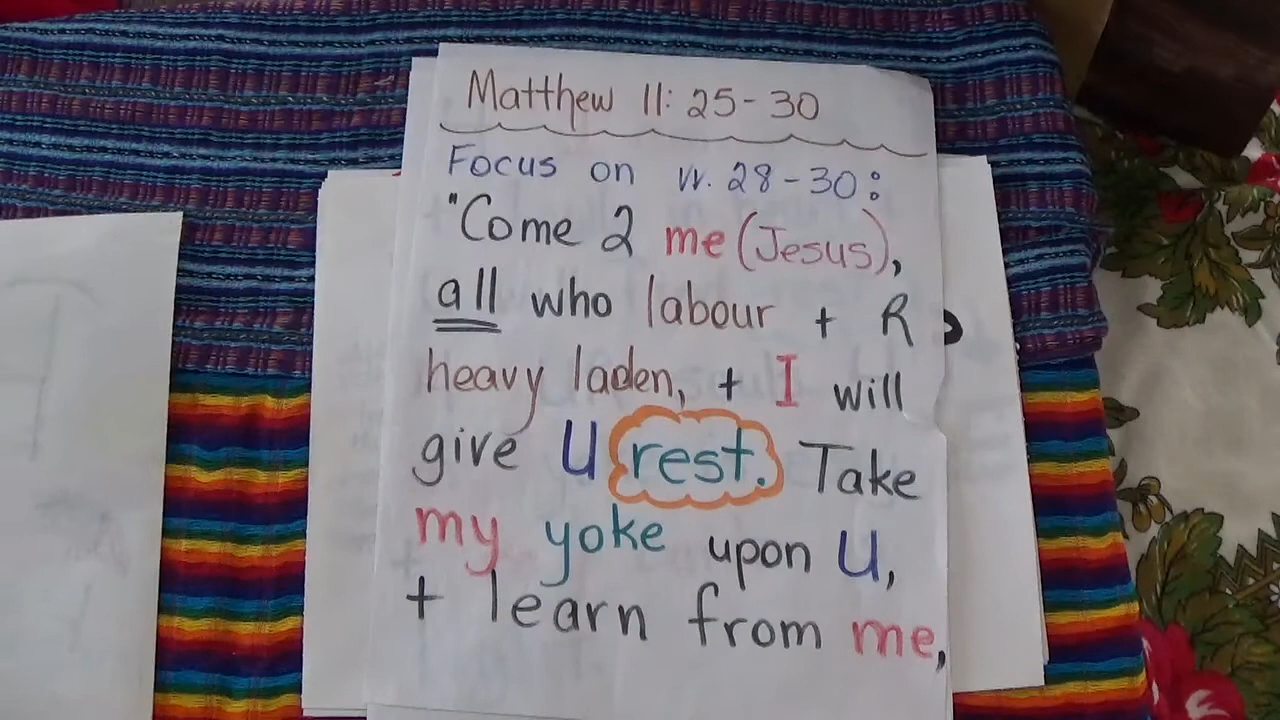 Matthew 11: 25-30
Focus on vv. 28-30:
"Come 2 me (Jesus),
all who labour + R
heavy laden, + I will
give U rest. Take
my yoke upon U,
+ learn from me,